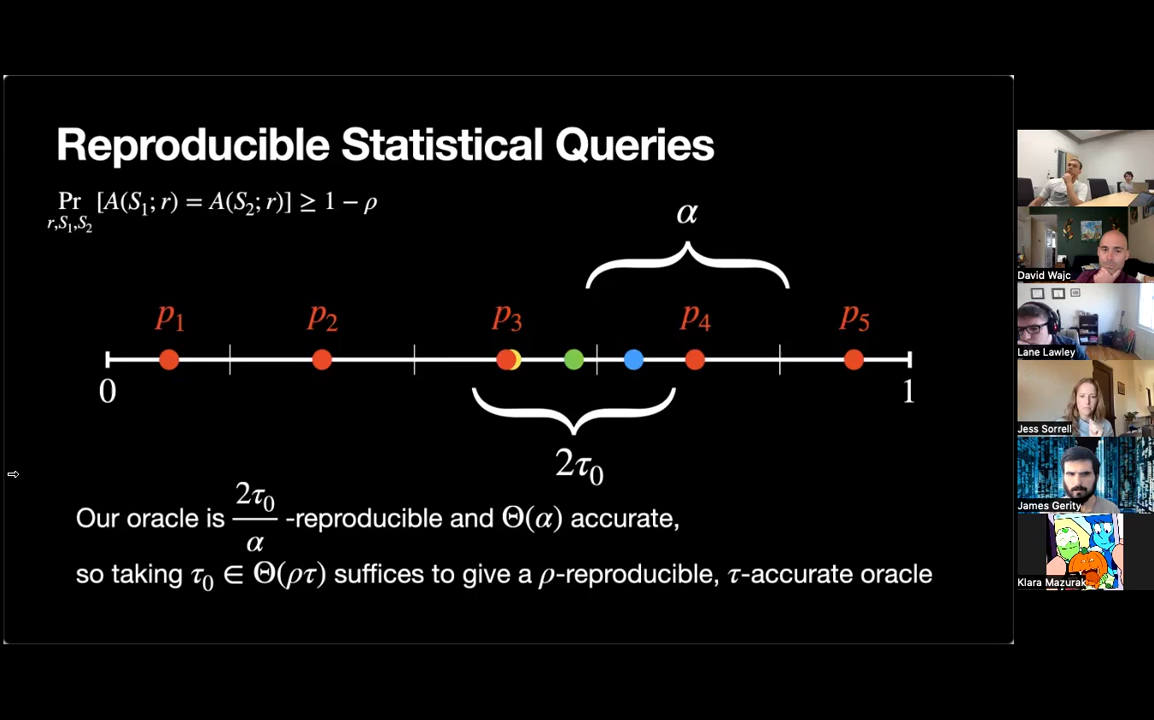 Reproducible Statistical Queries
Pr [A(S₁; r) = A(S₂; r)] ≥ 1 − ρ
r,S₁,S₂
α
p₁ p₂ p₃ p₄ p₅
0 1
2τ₀
Our oracle is 2τ₀/α -reproducible and Θ(α) accurate,
so taking τ₀ ∈ Θ(ρτ) suffices to give a ρ-reproducible, τ-accurate oracle
David Wajc
Lane Lawley
Jess Sorrell
James Gerity
Klara Mazurak